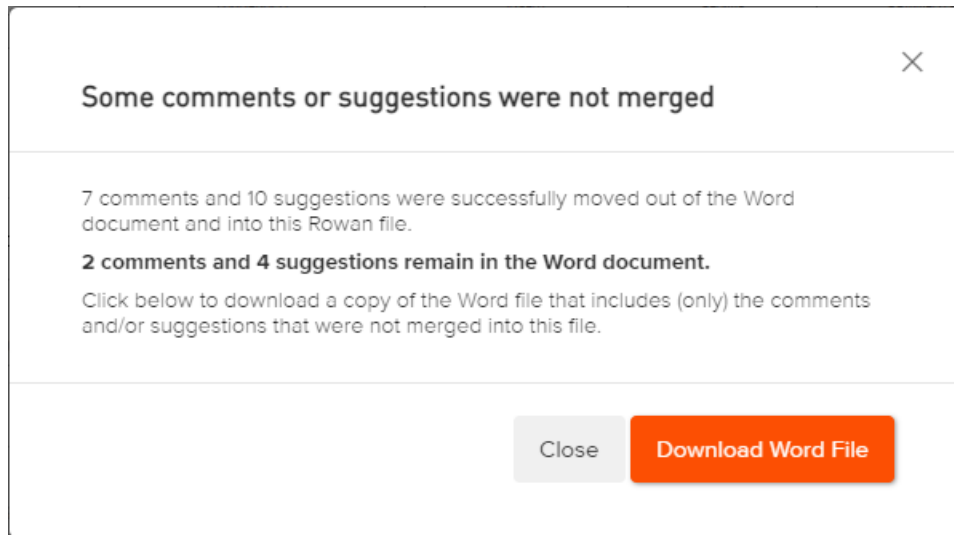 Some comments or suggestions were not merged
7 comments and 10 suggestions were successfully moved out of the Word
document and into this Rowan file.
2 comments and 4 suggestions remain in the Word document.
Click below to download a copy of the Word file that includes (only) the comments
and/or suggestions that were not merged into this file.
Close
Download Word File